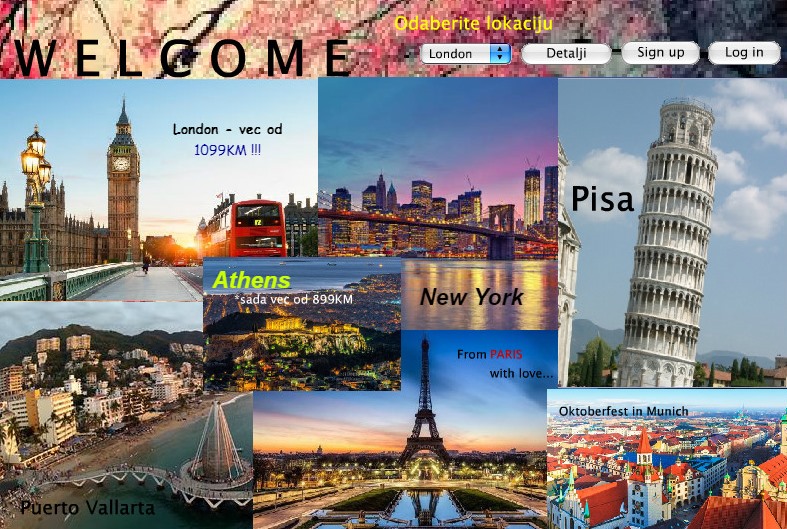 Odaberite lokaciju
WELCOME
London
Detalji
Sign up
Log in
London - vec od
1099KM !!!
Pisa
Athens
*sada vec od 899KM
New York
From PARIS
with love...
Oktoberfest in Munich
Puerto Vallarta